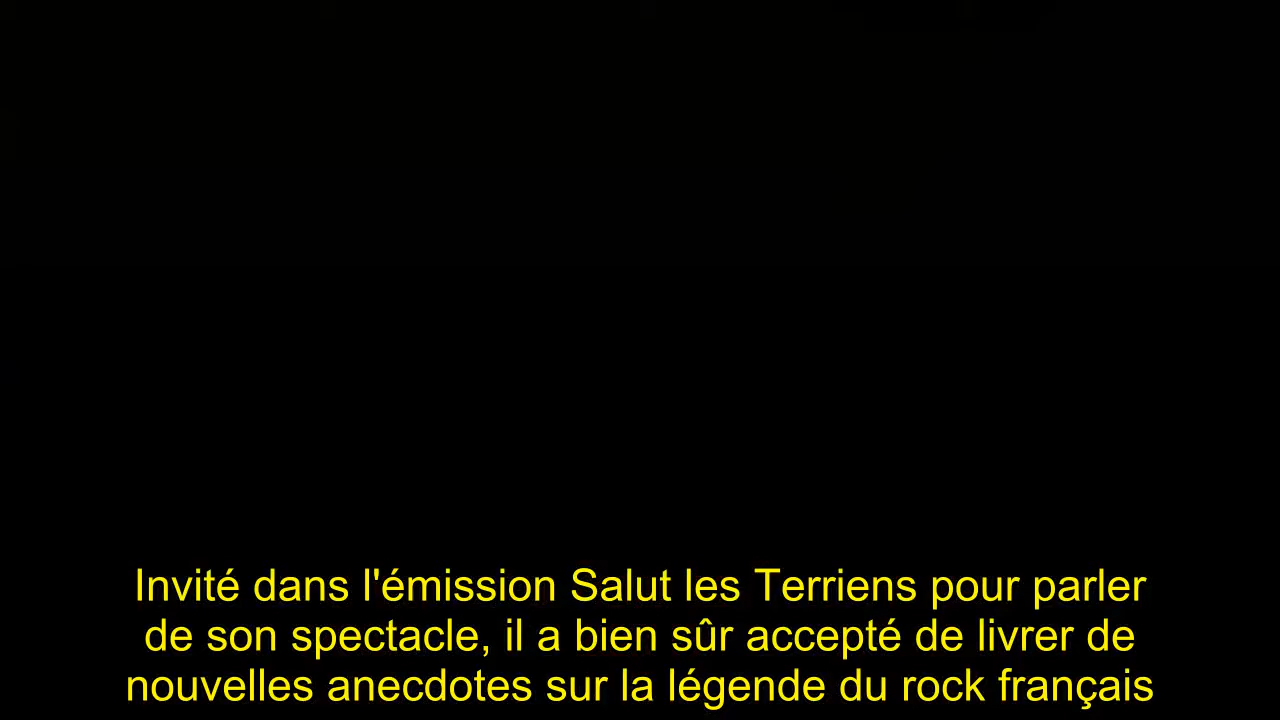 Invité dans l'émission Salut les Terriens pour parler
de son spectacle, il a bien sûr accepté de livrer de
nouvelles anecdotes sur la légende du rock français